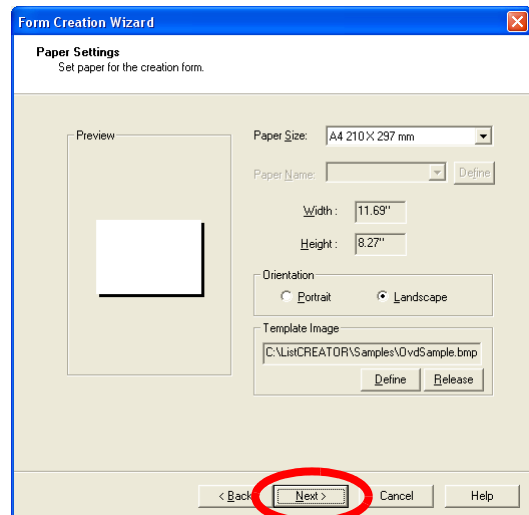 Form Creation Wizard
Paper Settings
Set paper for the creation form.
Preview
Paper Size: A4 210 X 297 mm
Paper Name: Define
Width : 11.69"
Height : 8.27"
Orientation
Portrait Landscape
Template Image
C:\ListCREATOR\Samples\OvdSample.bmp
Define Release
< Back Next > Cancel Help